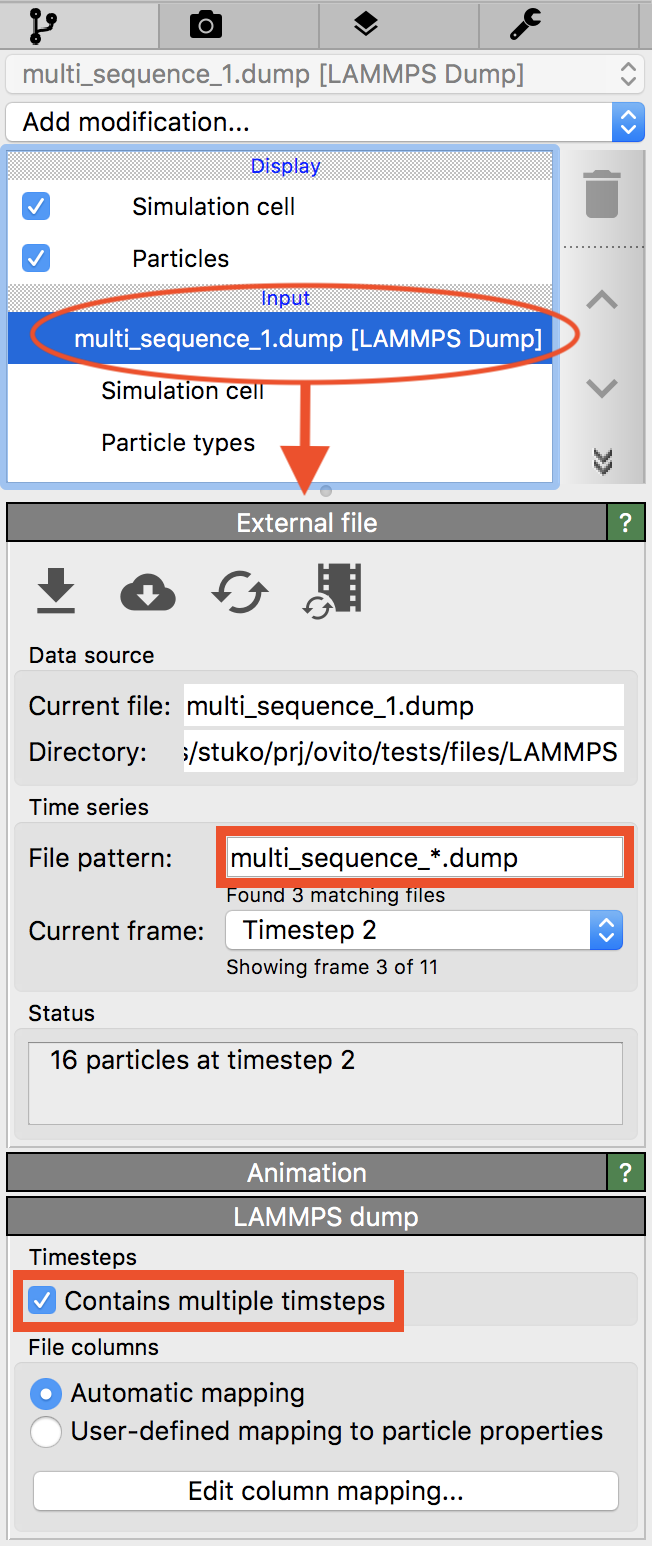 multi_sequence_1.dump [LAMMPS Dump]
Add modification...
Display
Simulation cell
Particles
Input
multi_sequence_1.dump [LAMMPS Dump]
Simulation cell
Particle types
External file ?
Data source
Current file: multi_sequence_1.dump
Directory: s/stuko/prj/ovito/tests/files/LAMMPS
Time series
File pattern: multi_sequence_*.dump
Found 3 matching files
Current frame: Timestep 2
Showing frame 3 of 11
Status
16 particles at timestep 2
Animation ?
LAMMPS dump
Timesteps
Contains multiple timsteps
File columns
Automatic mapping
User-defined mapping to particle properties
Edit column mapping...